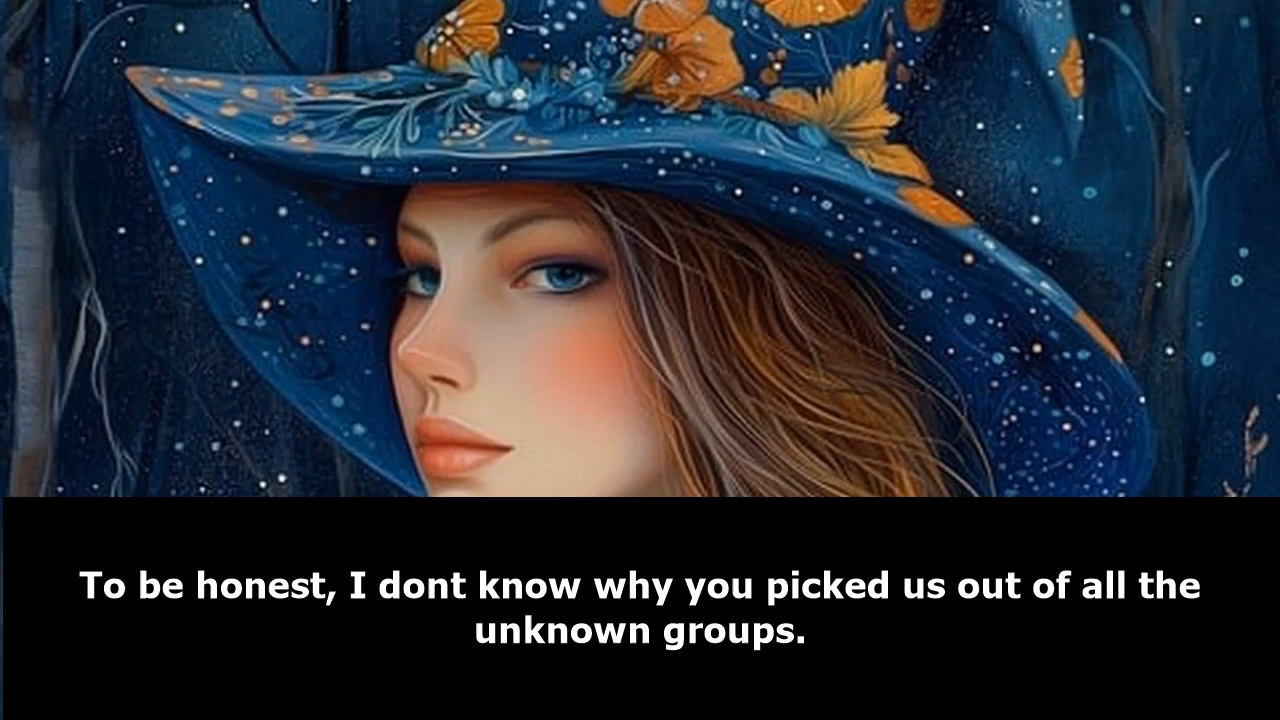 To be honest, I dont know why you picked us out of all the
unknown groups.